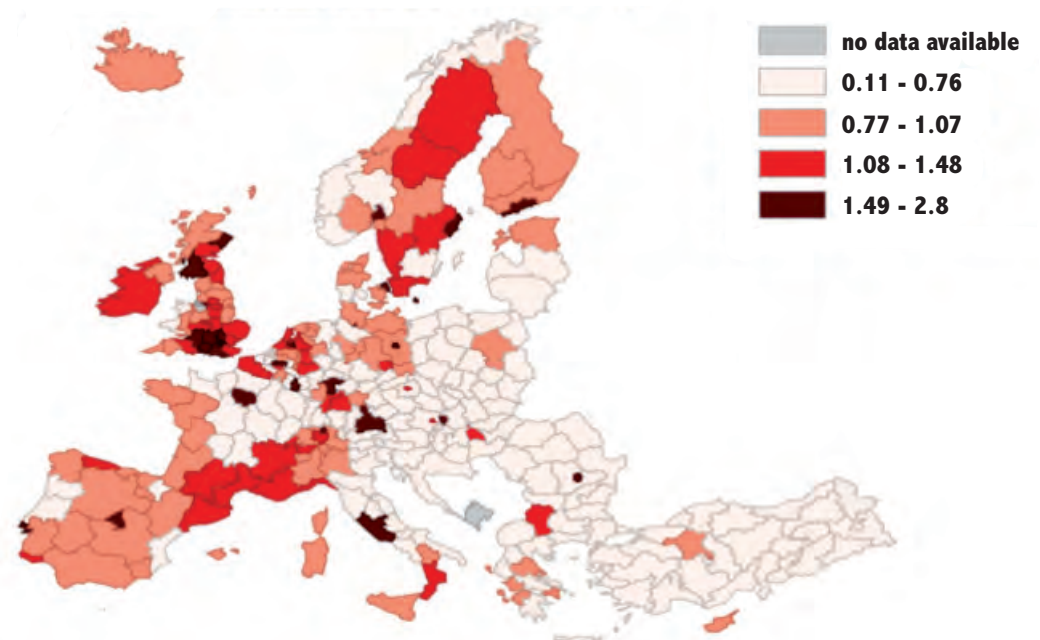 no data available
0.11 - 0.76
0.77 - 1.07
1.08 - 1.48
1.49 - 2.8